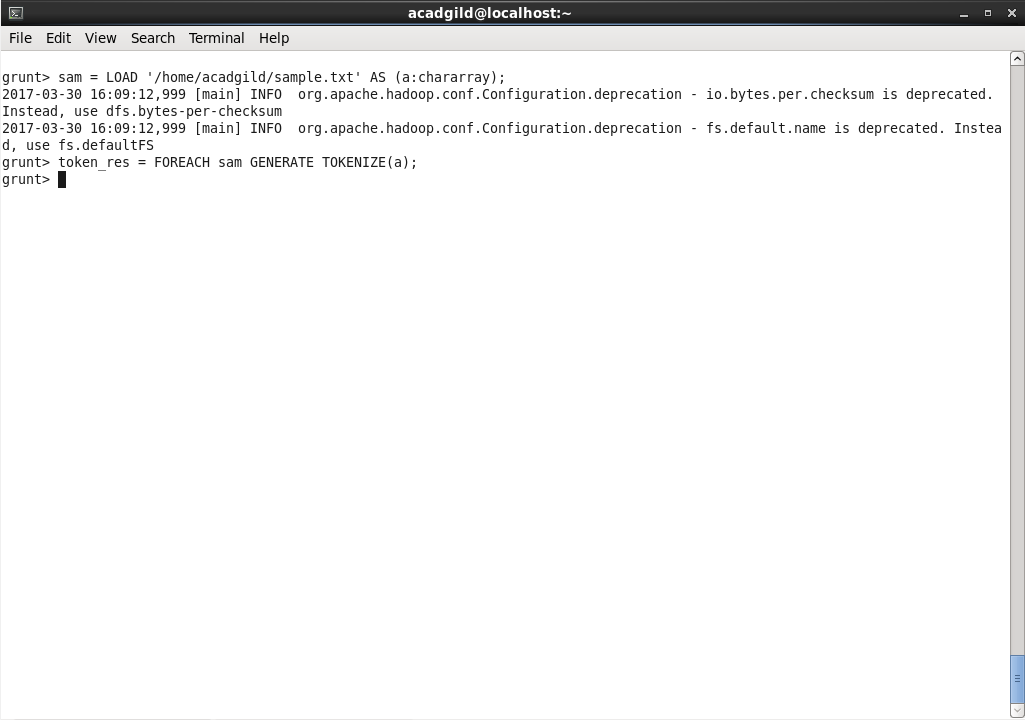 acadgild@localhost:~
File Edit View Search Terminal Help
grunt> sam = LOAD '/home/acadgild/sample.txt' AS (a:chararray);
2017-03-30 16:09:12,999 [main] INFO  org.apache.hadoop.conf.Configuration.deprecation - io.bytes.per.checksum is deprecated.
Instead, use dfs.bytes-per-checksum
2017-03-30 16:09:12,999 [main] INFO  org.apache.hadoop.conf.Configuration.deprecation - fs.default.name is deprecated. Instea
d, use fs.defaultFS
grunt> token_res = FOREACH sam GENERATE TOKENIZE(a);
grunt>